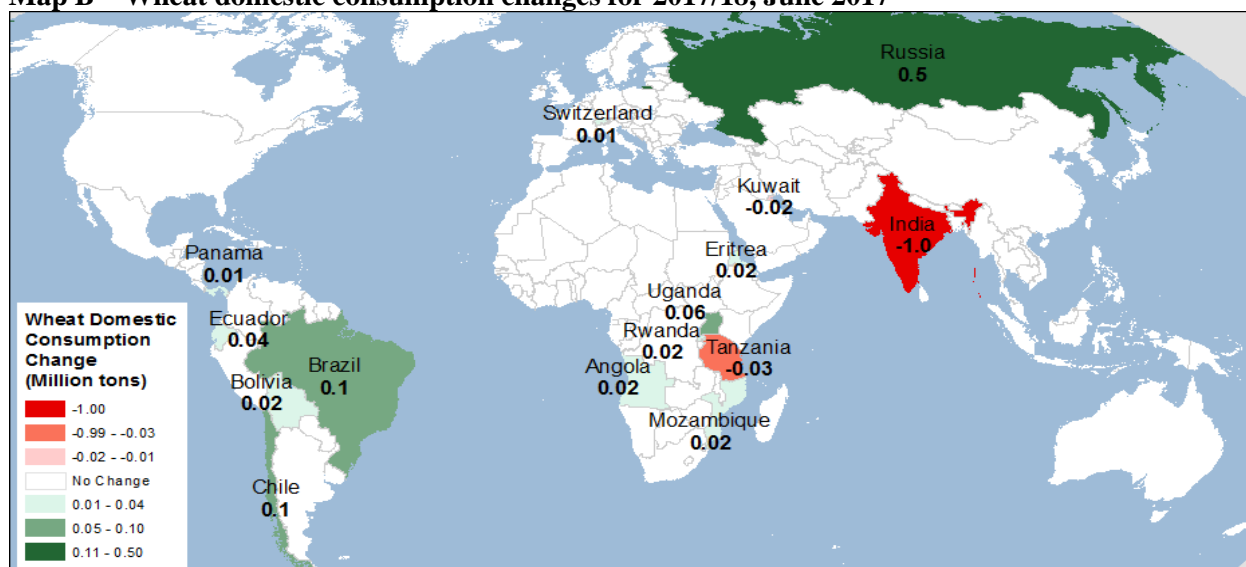 Map B – Wheat domestic consumption changes for 2017/18, June 2017
Russia
0.5
Switzerland
0.01
Kuwait
-0.02
India
-1.0
Eritrea
0.02
Panama
0.01
Uganda
0.06
Ecuador
0.04
Rwanda
0.02
Tanzania
-0.03
Brazil
0.1
Angola
0.02
Bolivia
0.02
Mozambique
0.02
Chile
0.1
Wheat Domestic
Consumption
Change
(Million tons)
-1.00
-0.99 - -0.03
-0.02 - -0.01
No Change
0.01 - 0.04
0.05 - 0.10
0.11 - 0.50